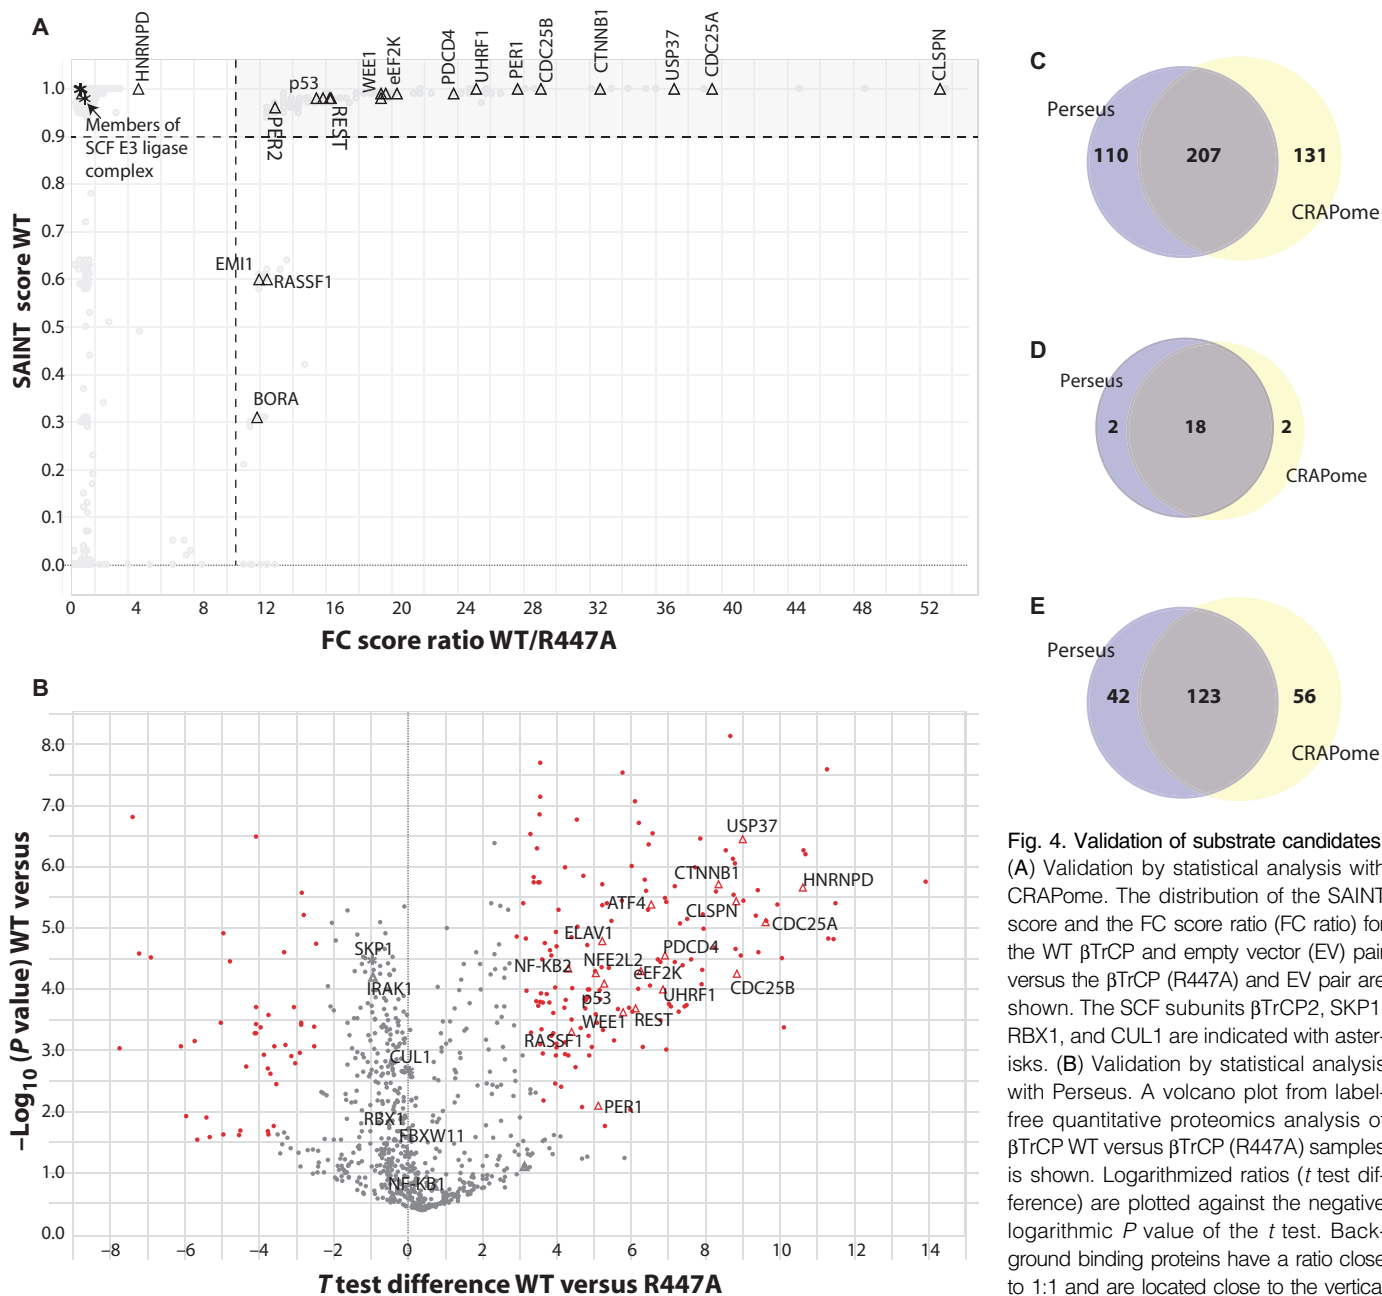 A
HNRNPD
p53
WEE1
eEF2K
PDCD4
UHRF1
PER1
CDC25B
CTNNB1
USP37
CDC25A
CLSPN
PER2
REST
Members of
SCF E3 ligase
complex
EMI1
RASSF1
BORA
SAINT score WT
1.0
0.9
0.8
0.7
0.6
0.5
0.4
0.3
0.2
0.1
0.0
0 4 8 12 16 20 24 28 32 36 40 44 48 52
FC score ratio WT/R447A
B
–Log10 (P value) WT versus
8.0
7.0
6.0
5.0
4.0
3.0
2.0
1.0
0.0
USP37
CTNNB1
HNRNPD
ATF4
CLSPN
CDC25A
ELAV1
PDCD4
SKP1
NF-KB2
NFE2L2
eEF2K
IRAK1
CDC25B
p53
UHRF1
WEE1
REST
RASSF1
CUL1
PER1
RBX1
FBXW11
NF-KB1
–8 –6 –4 –2 0 2 4 6 8 10 12 14
T test difference WT versus R447A
C
Perseus
110 207 131
CRAPome
D
Perseus
2 18 2
CRAPome
E
Perseus
42 123 56
CRAPome
Fig. 4. Validation of substrate candidates
(A) Validation by statistical analysis with
CRAPome. The distribution of the SAINT
score and the FC score ratio (FC ratio) for
the WT βTrCP and empty vector (EV) pair
versus the βTrCP (R447A) and EV pair are
shown. The SCF subunits βTrCP2, SKP1
RBX1, and CUL1 are indicated with aster-
isks. (B) Validation by statistical analysis
with Perseus. A volcano plot from label-
free quantitative proteomics analysis of
βTrCP WT versus βTrCP (R447A) samples
is shown. Logarithmized ratios (t test dif-
ference) are plotted against the negative
logarithmic P value of the t test. Back-
ground binding proteins have a ratio close
to 1:1 and are located close to the vertica